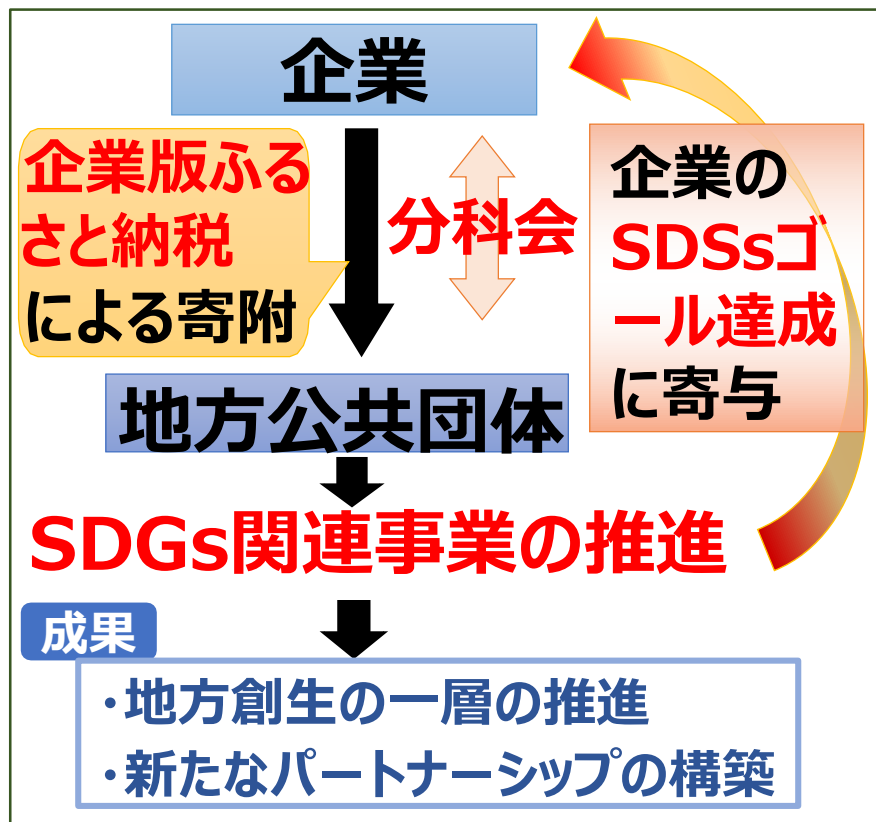 企業
企業版ふる
さと納税
による寄附
分科会
企業の
SDSsゴ
ール達成
に寄与
地方公共団体
SDGs関連事業の推進
成果
・地方創生の一層の推進
・新たなパートナーシップの構築